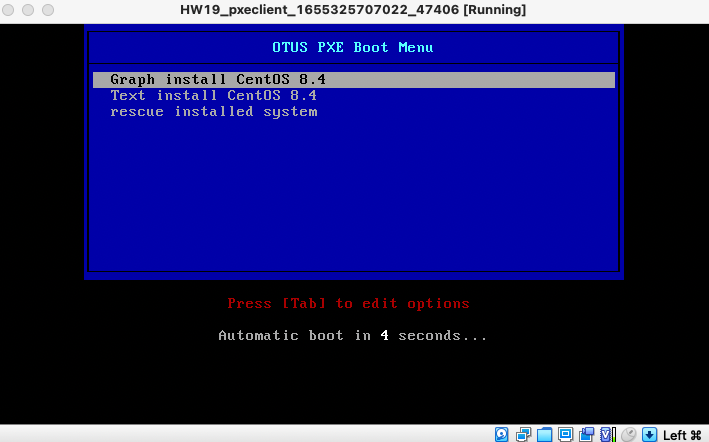 HW19_pxeclient_1655325707022_47406 [Running]
OTUS PXE Boot Menu
Graph install CentOS 8.4
Text install CentOS 8.4
rescue installed system
Press [Tab] to edit options
Automatic boot in 4 seconds...
Left ⌘